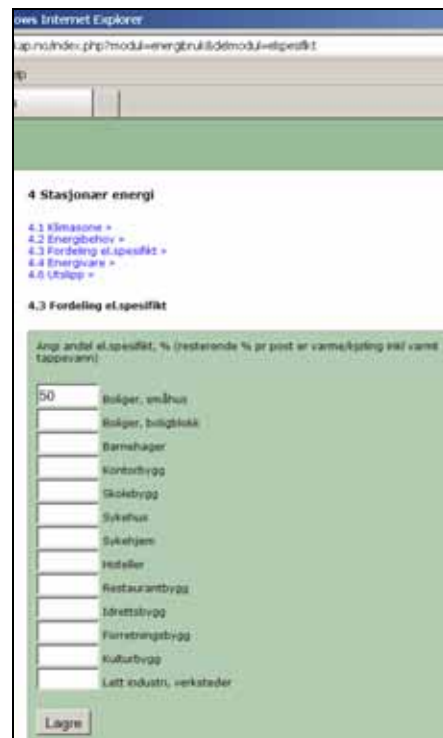 ows Internet Explorer
ap.no/index.php?modul=energibruk&delmodul=elspesifikt
4 Stasjonær energi
4.1 Klimasone »
4.2 Energibehov »
4.3 Fordeling el.spesifikt »
4.4 Energivare »
4.6 Utslipp »
4.3 Fordeling el.spesifikt
Angi andel el.spesifikt, % (resterende % pr post er varme/kjøling inkl varmt
tappevann)
50 Boliger, småhus
Boliger, boligblokk
Barnehager
Kontorbygg
Skolebygg
Sykehus
Sykehjem
Hoteller
Restaurantbygg
Idrettsbygg
Forretningsbygg
Kulturbygg
Lett industri, verksteder
Lagre